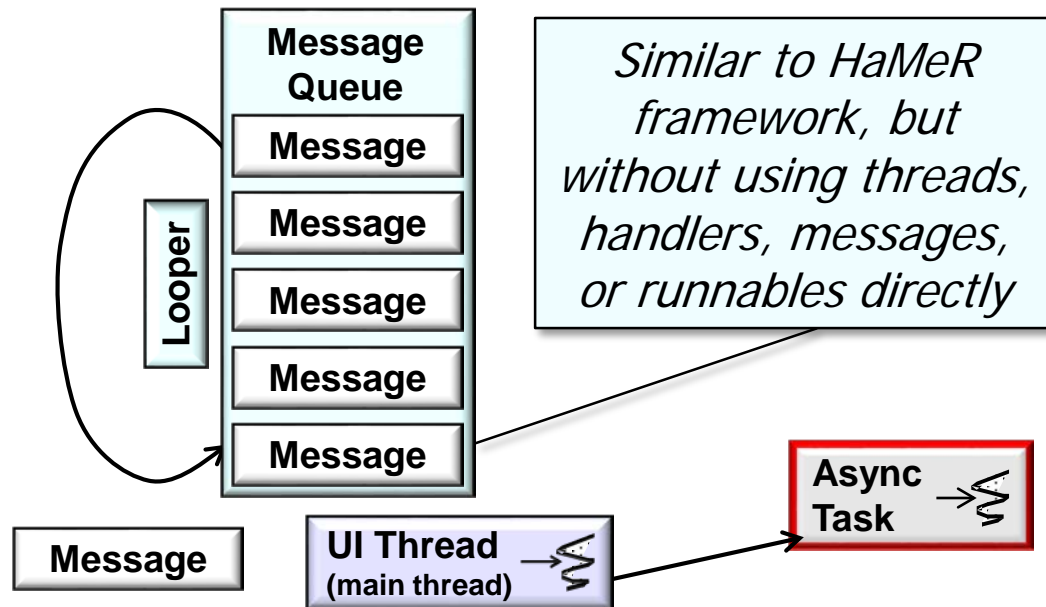 Message
Queue
Message
Message
Message
Message
Message
Looper
Similar to HaMeR
framework, but
without using threads,
handlers, messages,
or runnables directly
Async
Task
Message
UI Thread
(main thread)